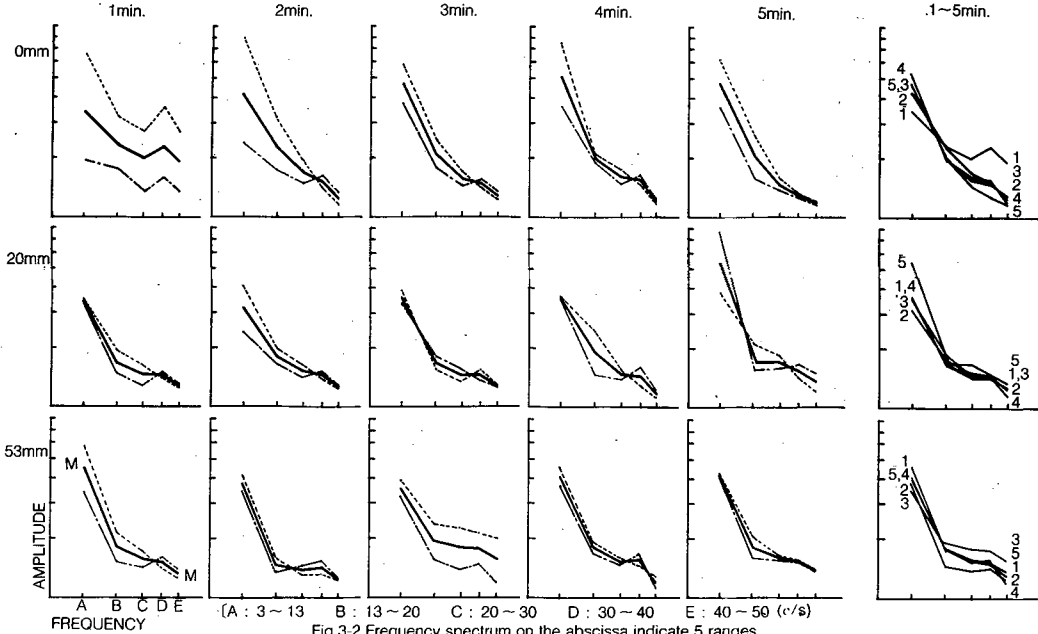 1min. 2min. 3min. 4min. 5min. .1~5min.
0mm
4
5,3
2
1
1
3
2
4
5
20mm
5
1,4
3
2
5
1,3
2
4
53mm
M
M
1
5,4
2
3
3
5
1
2
4
AMPLITUDE
A B C D E
FREQUENCY
(A : 3~13 B : 13~20 C : 20~30 D : 30~40 E : 40~50 (c/s)
Fig 3-2 Frequency spectrum on the abscissa indicate 5 ranges